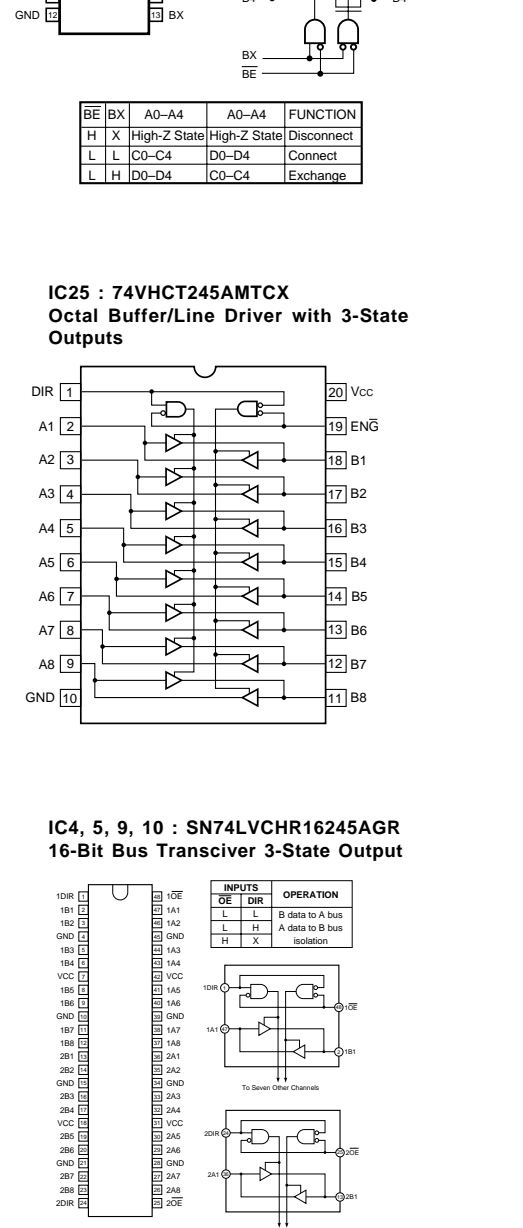 GND 12
13 BX
BX
BE
BE BX A0–A4 A0–A4 FUNCTION
H X High-Z State High-Z State Disconnect
L L C0–C4 D0–D4 Connect
L H D0–D4 C0–C4 Exchange
IC25 : 74VHCT245AMTCX
Octal Buffer/Line Driver with 3-State
Outputs
DIR 1
20 Vcc
A1 2
19 ENG
A2 3
18 B1
A3 4
17 B2
A4 5
16 B3
A5 6
15 B4
A6 7
14 B5
A7 8
13 B6
A8 9
12 B7
GND 10
11 B8
IC4, 5, 9, 10 : SN74LVCHR16245AGR
16-Bit Bus Transciver 3-State Output
1DIR 1 48 1OE
1B1 2 47 1A1
1B2 3 46 1A2
GND 4 45 GND
1B3 5 44 1A3
1B4 6 43 1A4
VCC 7 42 VCC
1B5 8 41 1A5
1B6 9 40 1A6
GND 10 39 GND
1B7 11 38 1A7
1B8 12 37 1A8
2B1 13 36 2A1
2B2 14 35 2A2
GND 15 34 GND
2B3 16 33 2A3
2B4 17 32 2A4
VCC 18 31 VCC
2B5 19 30 2A5
2B6 20 29 2A6
GND 21 28 GND
2B7 22 27 2A7
2B8 23 26 2A8
2DIR 24 25 2OE
INPUTS OPERATION
OE DIR
L L B data to A bus
L H A data to B bus
H X isolation
1DIR 1
48 1OE
1A1 47
2 1B1
To Seven Other Channels
2DIR 24
25 2OE
2A1 36
13 2B1